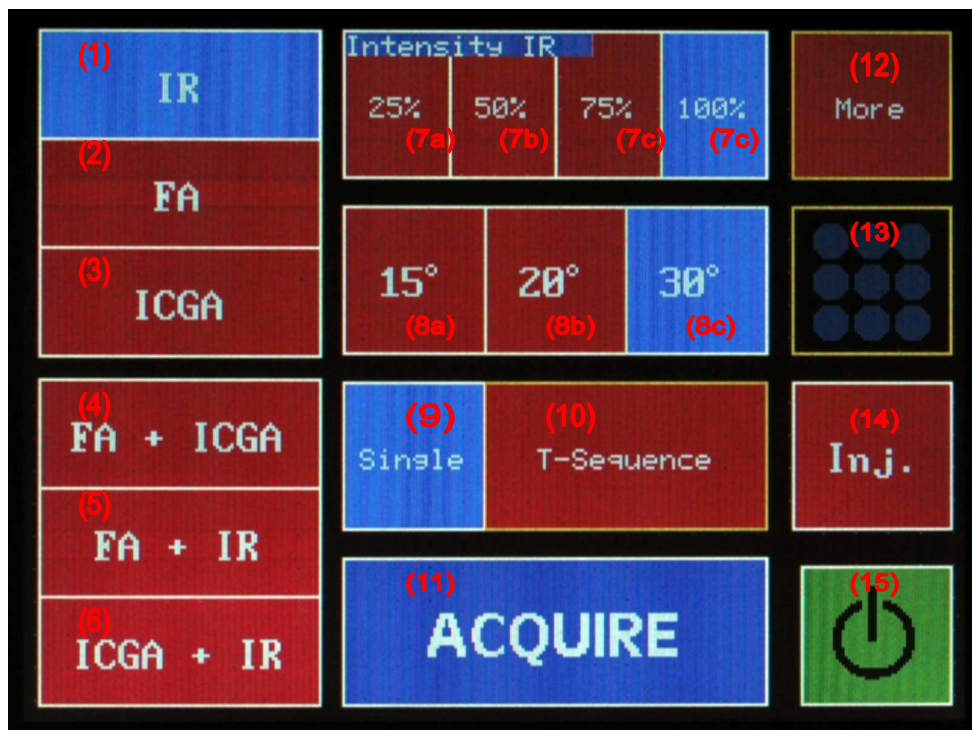 (1)
IR
(2)
FA
(3)
ICGA
(4)
FA + ICGA
(5)
FA + IR
(6)
ICGA + IR
Intensity IR
25% 50% 75% 100%
(7a) (7b) (7c) (7c)
15° 20° 30°
(8a) (8b) (8c)
(9) (10)
Single T-Sequence
(11)
ACQUIRE
(12)
More
(13)
(14)
Inj.
(15)